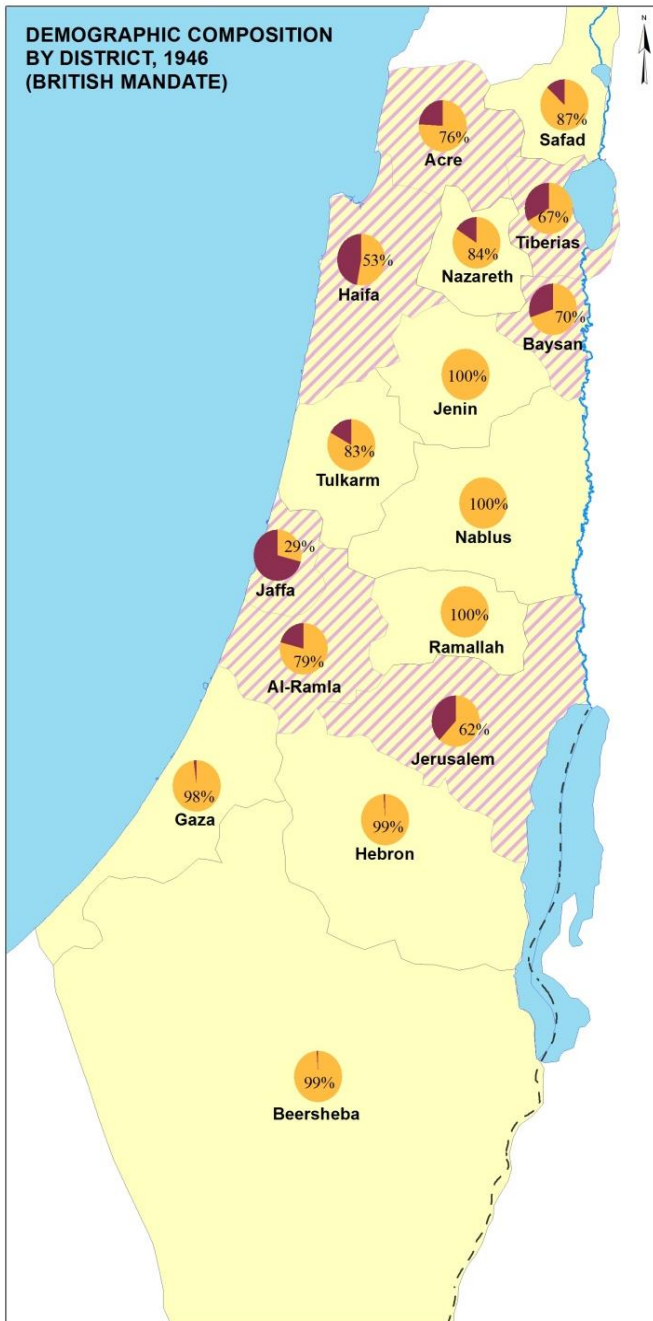 DEMOGRAPHIC COMPOSITION
BY DISTRICT, 1946
(BRITISH MANDATE)
N
87%
Safad
76%
Acre
67%
Tiberias
84%
Nazareth
53%
Haifa
70%
Baysan
100%
Jenin
83%
Tulkarm
100%
Nablus
29%
Jaffa
100%
Ramallah
79%
Al-Ramla
62%
Jerusalem
98%
Gaza
99%
Hebron
99%
Beersheba